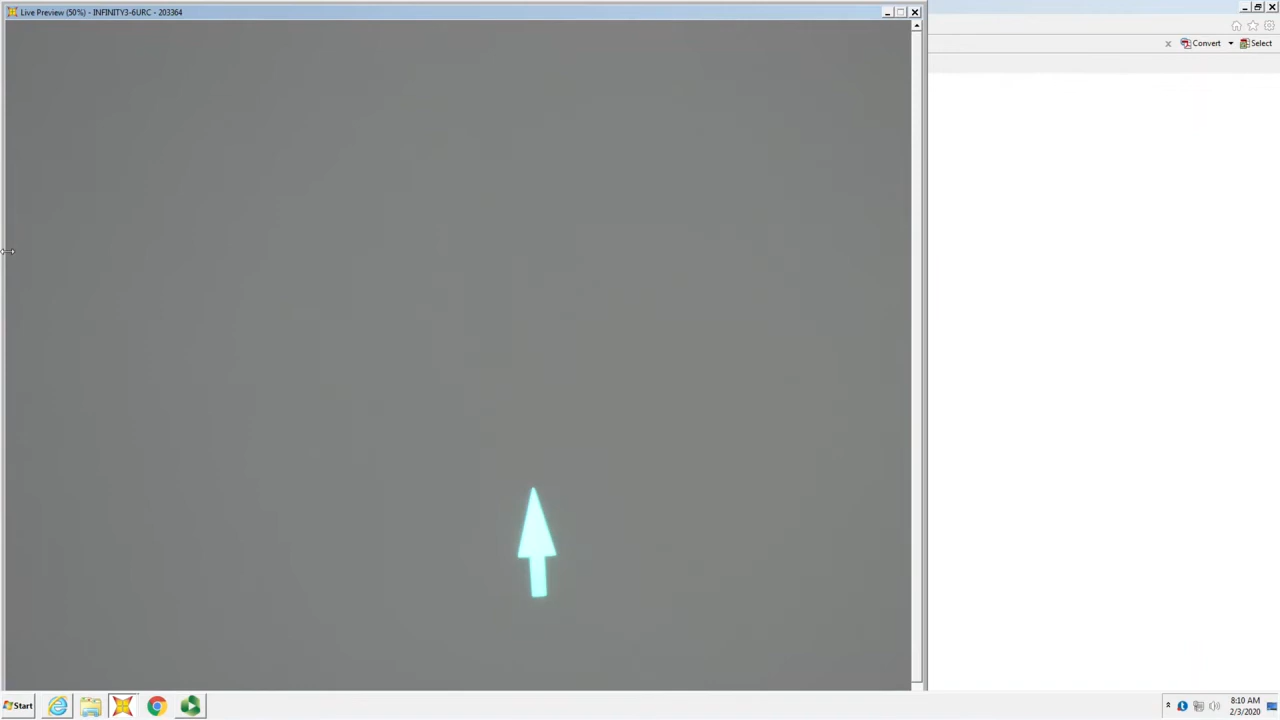 Live Preview (50%) - INFINITY3-6URC - 203364
x Convert Select
Start
8:10 AM
2/3/2020